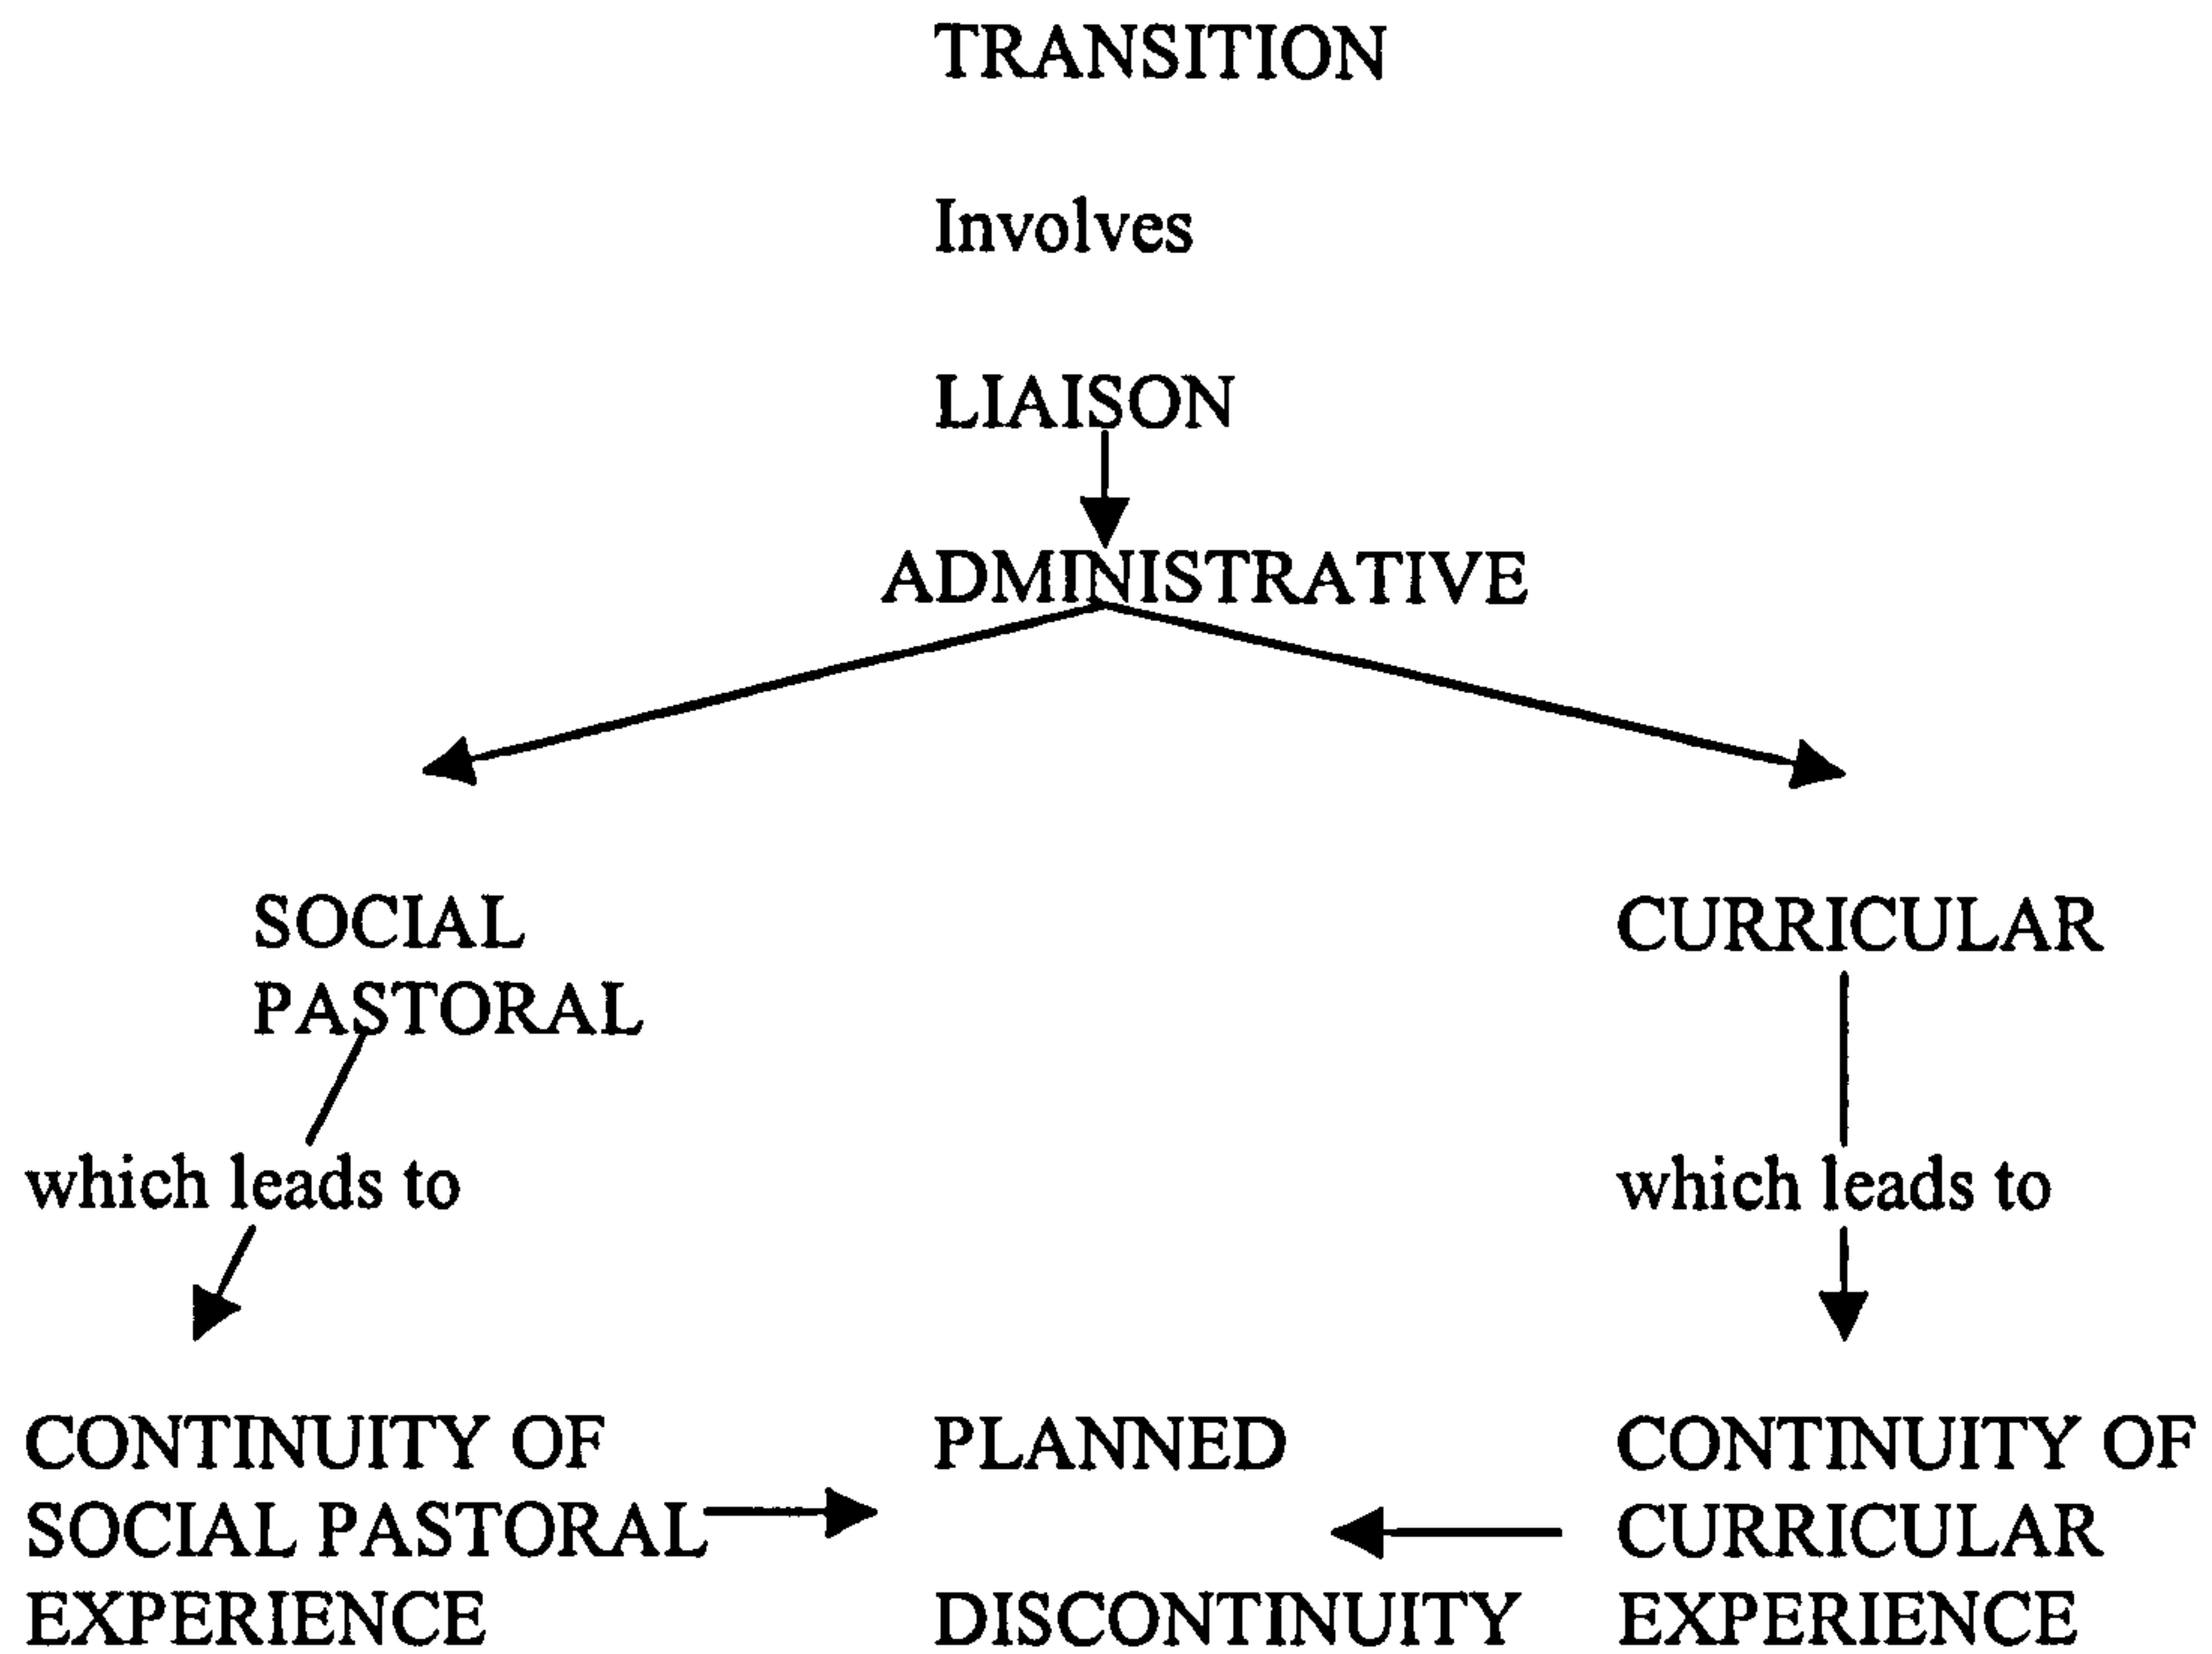 TRANSITION
Involves
LIAISON
ADMINISTRATIVE
SOCIAL
PASTORAL
CURRICULAR
which leads to
which leads to
CONTINUITY OF
SOCIAL PASTORAL
EXPERIENCE
PLANNED
DISCONTINUITY
CONTINUITY OF
CURRICULAR
EXPERIENCE